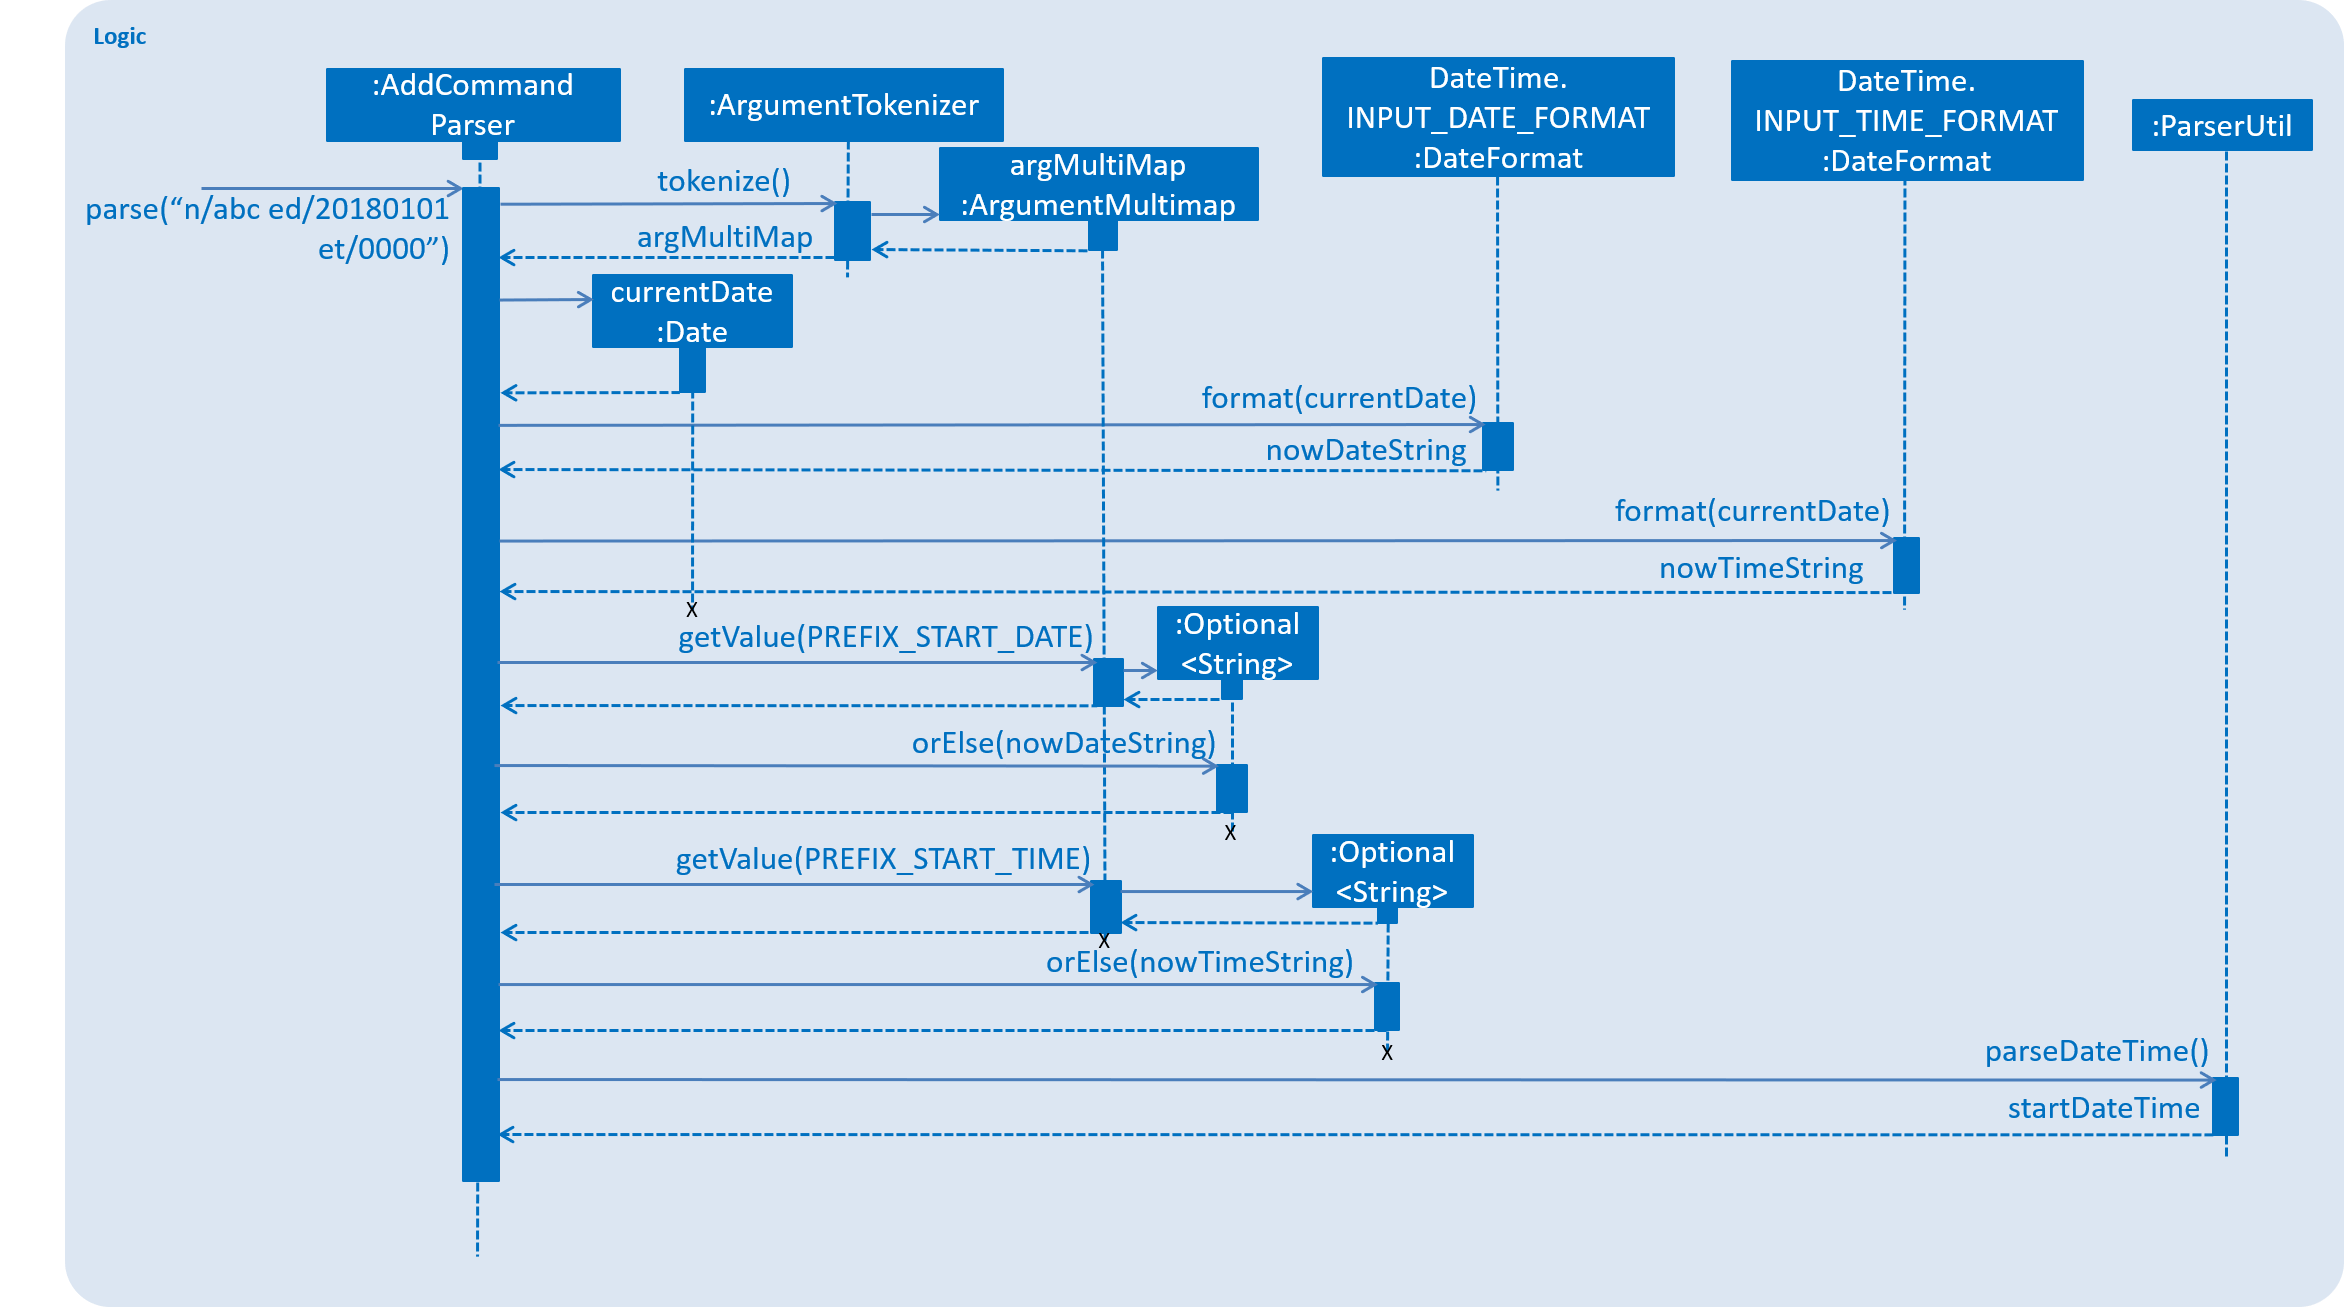 Logic
:AddCommand
Parser
:ArgumentTokenizer
DateTime.
INPUT_DATE_FORMAT
:DateFormat
DateTime.
INPUT_TIME_FORMAT
:DateFormat
:ParserUtil
argMultiMap
:ArgumentMultimap
tokenize()
parse(“n/abc ed/20180101
et/0000”)
argMultiMap
currentDate
:Date
format(currentDate)
nowDateString
format(currentDate)
nowTimeString
X
:Optional
<String>
getValue(PREFIX_START_DATE)
orElse(nowDateString)
X
:Optional
<String>
getValue(PREFIX_START_TIME)
X
orElse(nowTimeString)
X
parseDateTime()
startDateTime